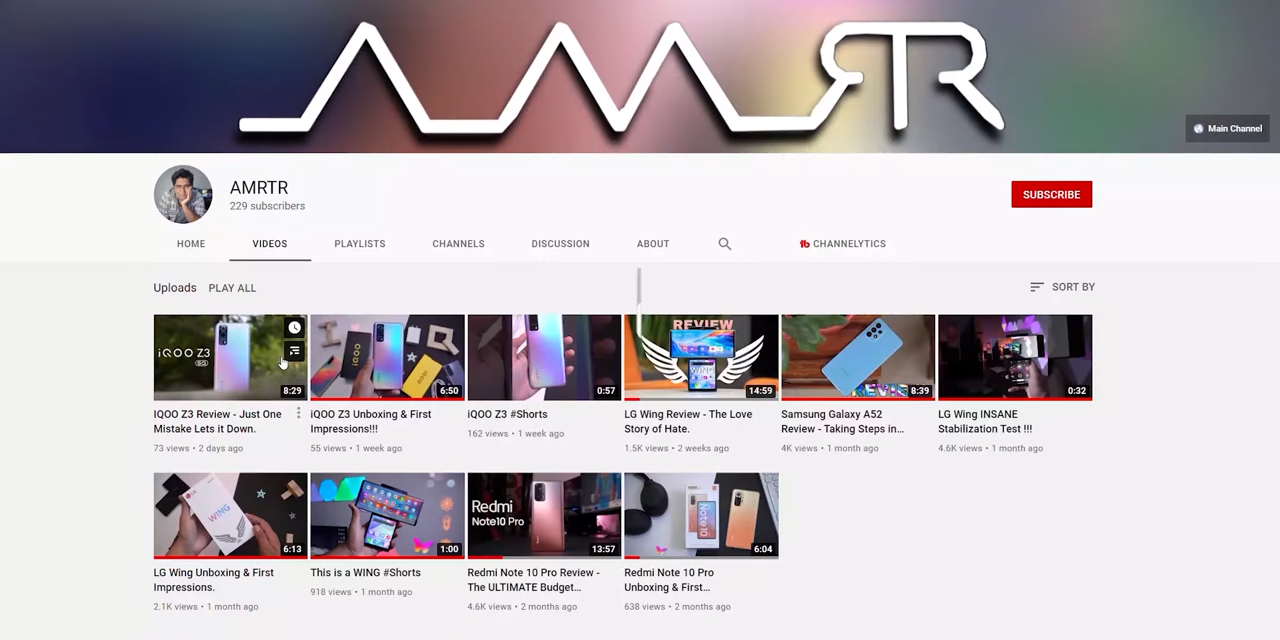 AMRTR
Main Channel
AMRTR
229 subscribers
SUBSCRIBE
HOME
VIDEOS
PLAYLISTS
CHANNELS
DISCUSSION
ABOUT
CHANNELYTICS
Uploads
PLAY ALL
SORT BY
iQOO Z3
5G
8:29
IQOO Z3 Review - Just One
Mistake Lets it Down.
73 views • 2 days ago
iQOO
6:50
iQOO Z3 Unboxing & First
Impressions!!!
55 views • 1 week ago
0:57
iQOO Z3 #Shorts
162 views • 1 week ago
REVIEW
WING
14:59
LG Wing Review - The Love
Story of Hate.
1.5K views • 2 weeks ago
8:39
Samsung Galaxy A52
Review - Taking Steps in…
4K views • 1 month ago
0:32
LG Wing INSANE
Stabilization Test !!!
4.6K views • 1 month ago
WING
6:13
LG Wing Unboxing & First
Impressions.
2.1K views • 1 month ago
1:00
This is a WING #Shorts
918 views • 1 month ago
Redmi
Note10 Pro
13:57
Redmi Note 10 Pro Review -
The ULTIMATE Budget…
4.6K views • 2 months ago
6:04
Redmi Note 10 Pro
Unboxing & First…
638 views • 2 months ago